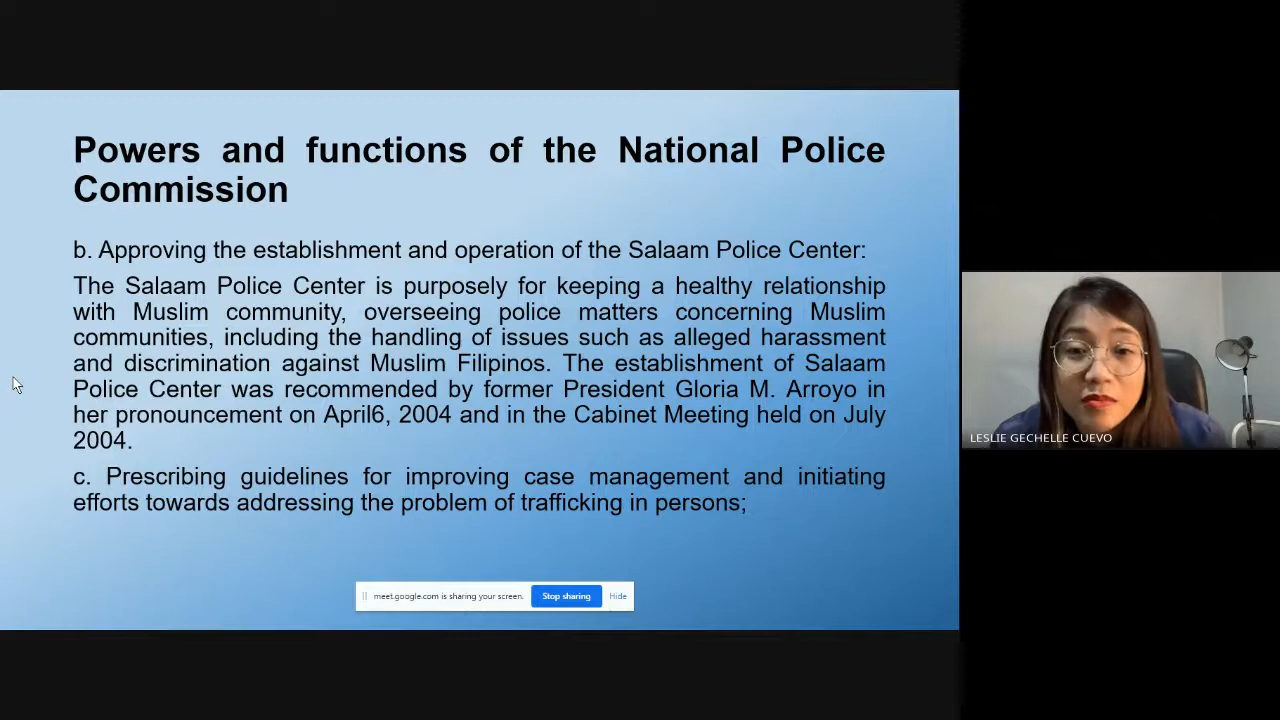 Powers and functions of the National Police
Commission
b. Approving the establishment and operation of the Salaam Police Center:
The Salaam Police Center is purposely for keeping a healthy relationship
with Muslim community, overseeing police matters concerning Muslim
communities, including the handling of issues such as alleged harassment
and discrimination against Muslim Filipinos. The establishment of Salaam
Police Center was recommended by former President Gloria M. Arroyo in
her pronouncement on April6, 2004 and in the Cabinet Meeting held on July
2004.
c. Prescribing guidelines for improving case management and initiating
efforts towards addressing the problem of trafficking in persons;
meet.google.com is sharing your screen. Stop sharing Hide
LESLIE GECHELLE CUEVO